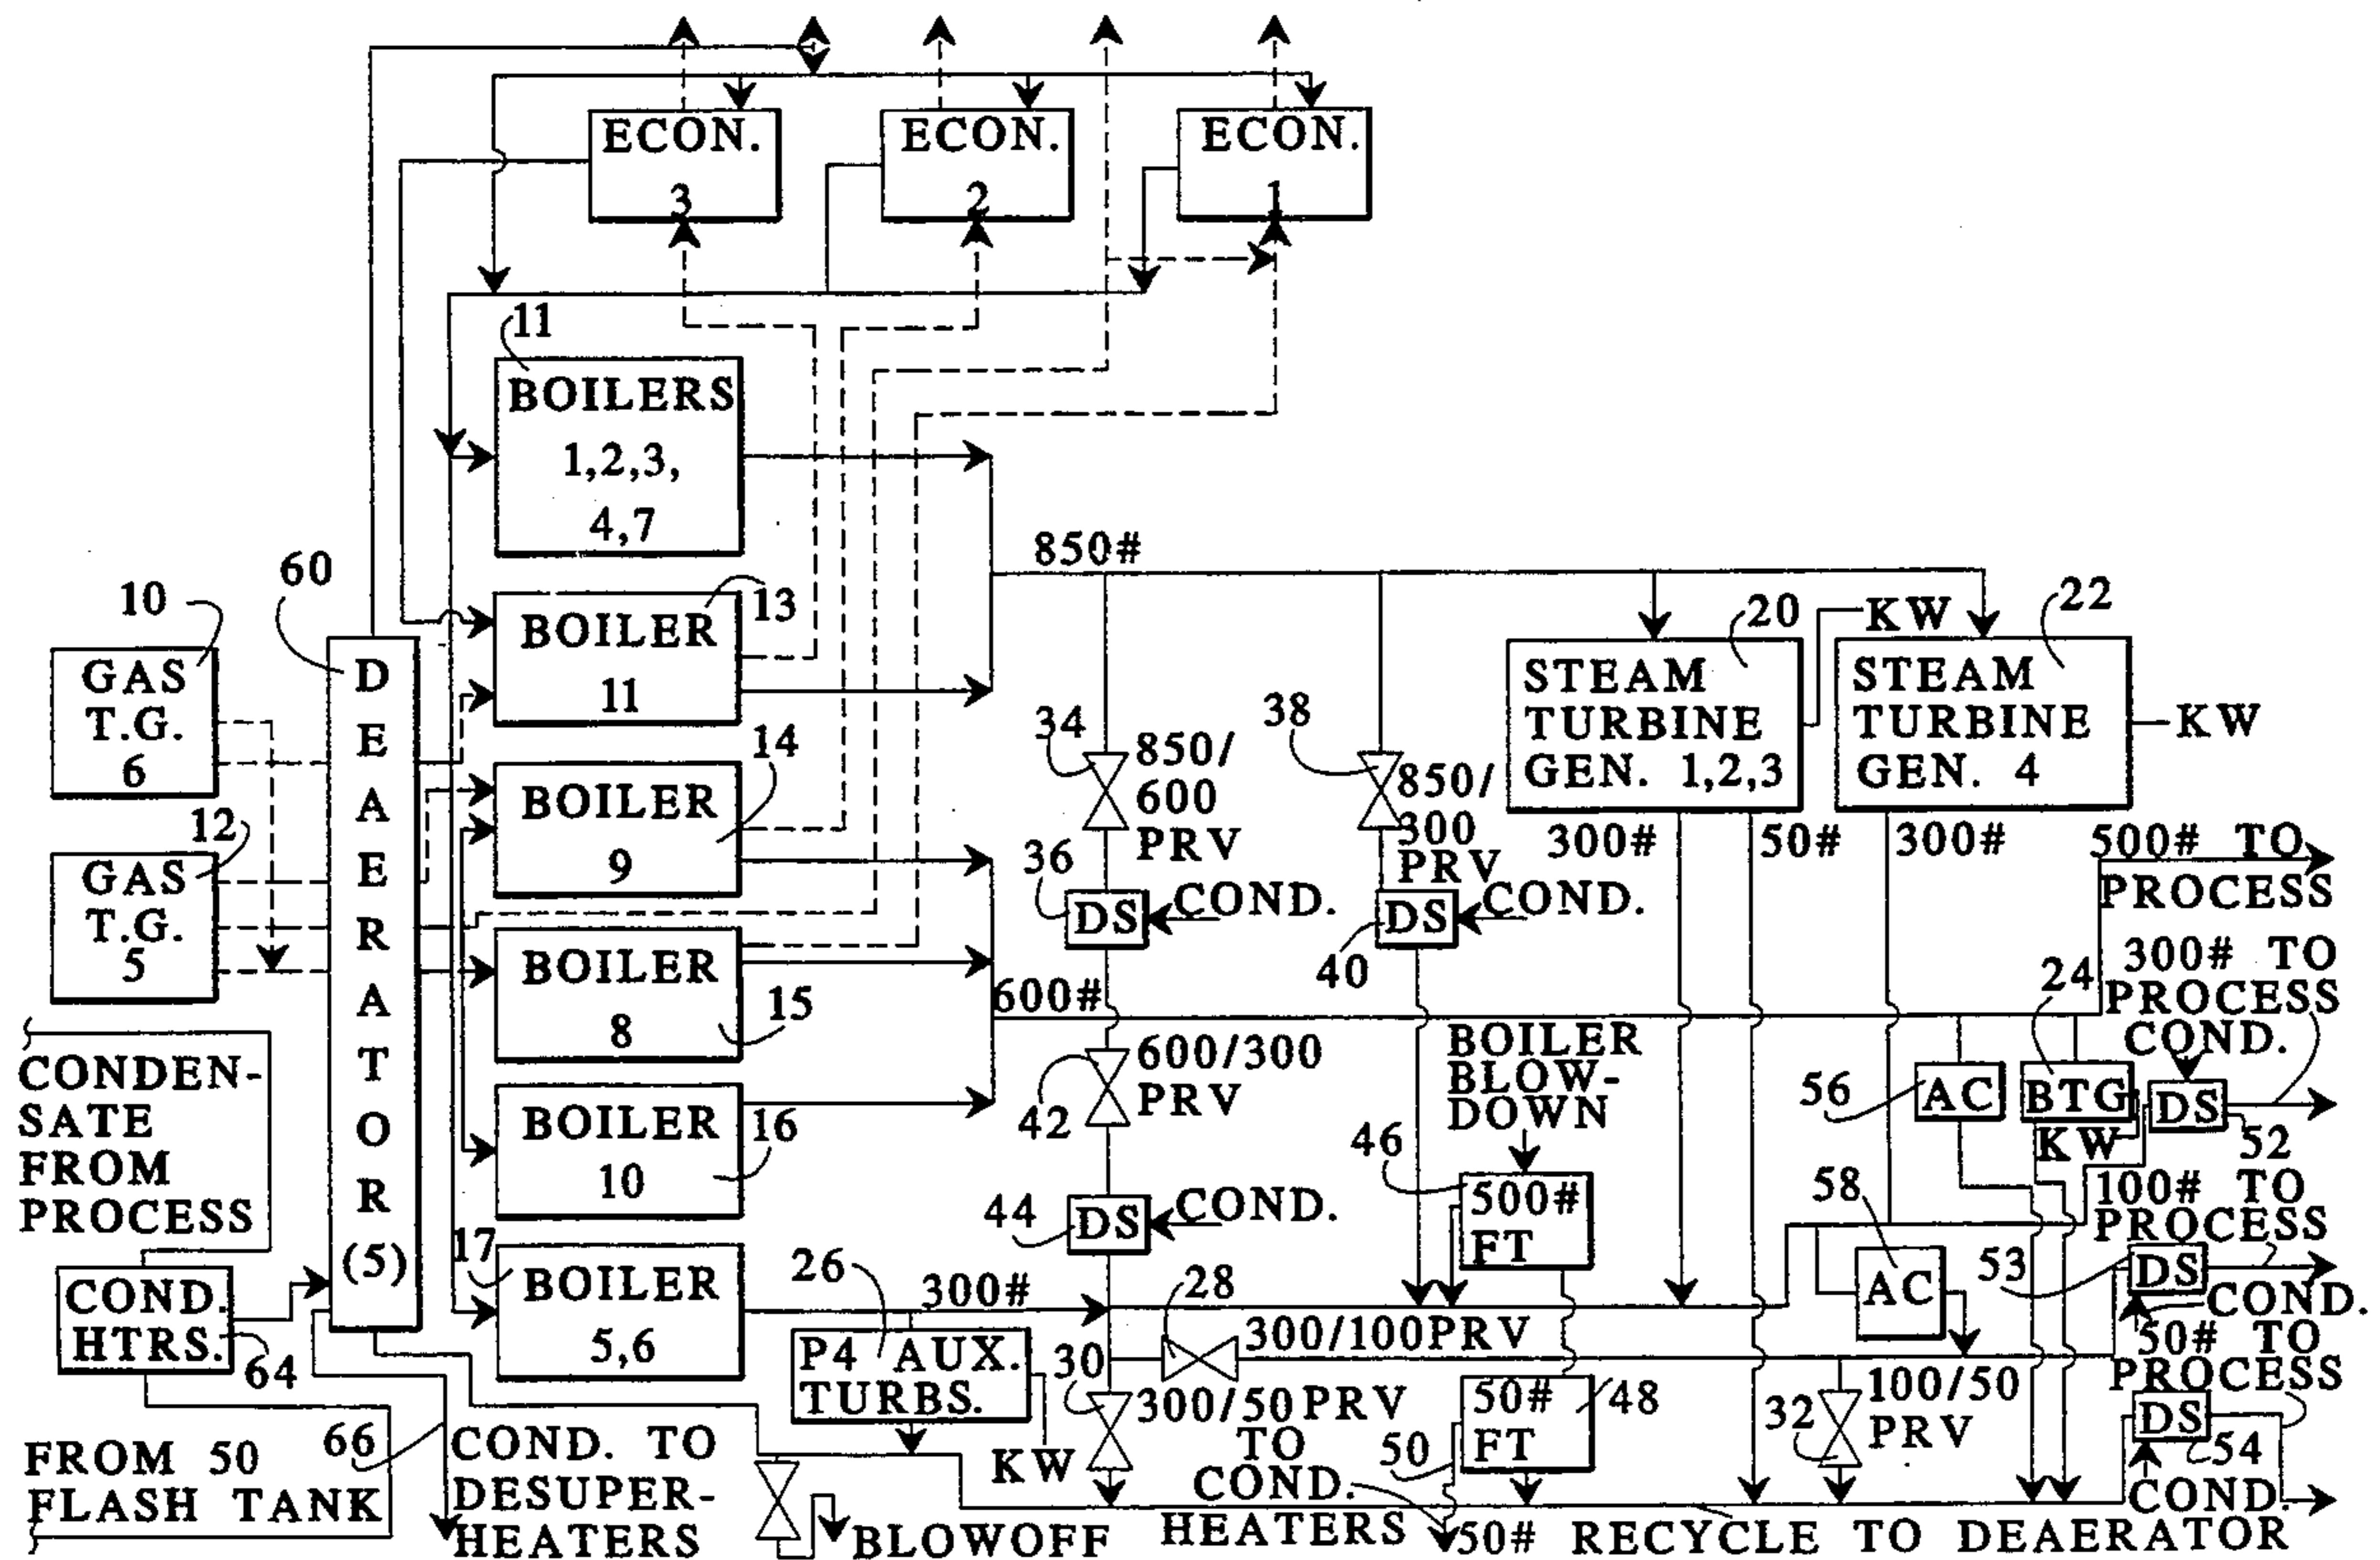 ECON.
3
ECON.
2
ECON.
1
11
BOILERS
1,2,3,
4,7
850#
60
10
GAS
T.G.
6
12
GAS
T.G.
5
DEAERATOR
(5)
13
BOILER
11
14
BOILER
9
BOILER
8
15
BOILER
10
16
17
BOILER
5,6
300#
600#
20
KW
22
STEAM
TURBINE
GEN. 1,2,3
STEAM
TURBINE
GEN. 4
KW
34
850/
600
PRV
38
850/
300
PRV
300#
50#
300#
500# TO
PROCESS
36
DS
COND.
DS
COND.
40
24
300# TO
PROCESS
COND.
42
600/300
PRV
BOILER
BLOW-
DOWN
56
AC
BTG
KW
DS
52
CONDEN-
SATE
FROM
PROCESS
44
DS
COND.
46
500#
FT
58
AC
100# TO
PROCESS
53
DS
COND.
COND.
HTRS.
64
26
P4 AUX.
TURBS.
KW
28
300/100PRV
30
300/50 PRV
TO
COND.
HEATERS
50
50#
FT
48
32
100/50
PRV
50# TO
PROCESS
DS
54
COND.
FROM 50
FLASH TANK
66
COND. TO
DESUPER-
HEATERS
BLOWOFF
50# RECYCLE TO DEAERATOR